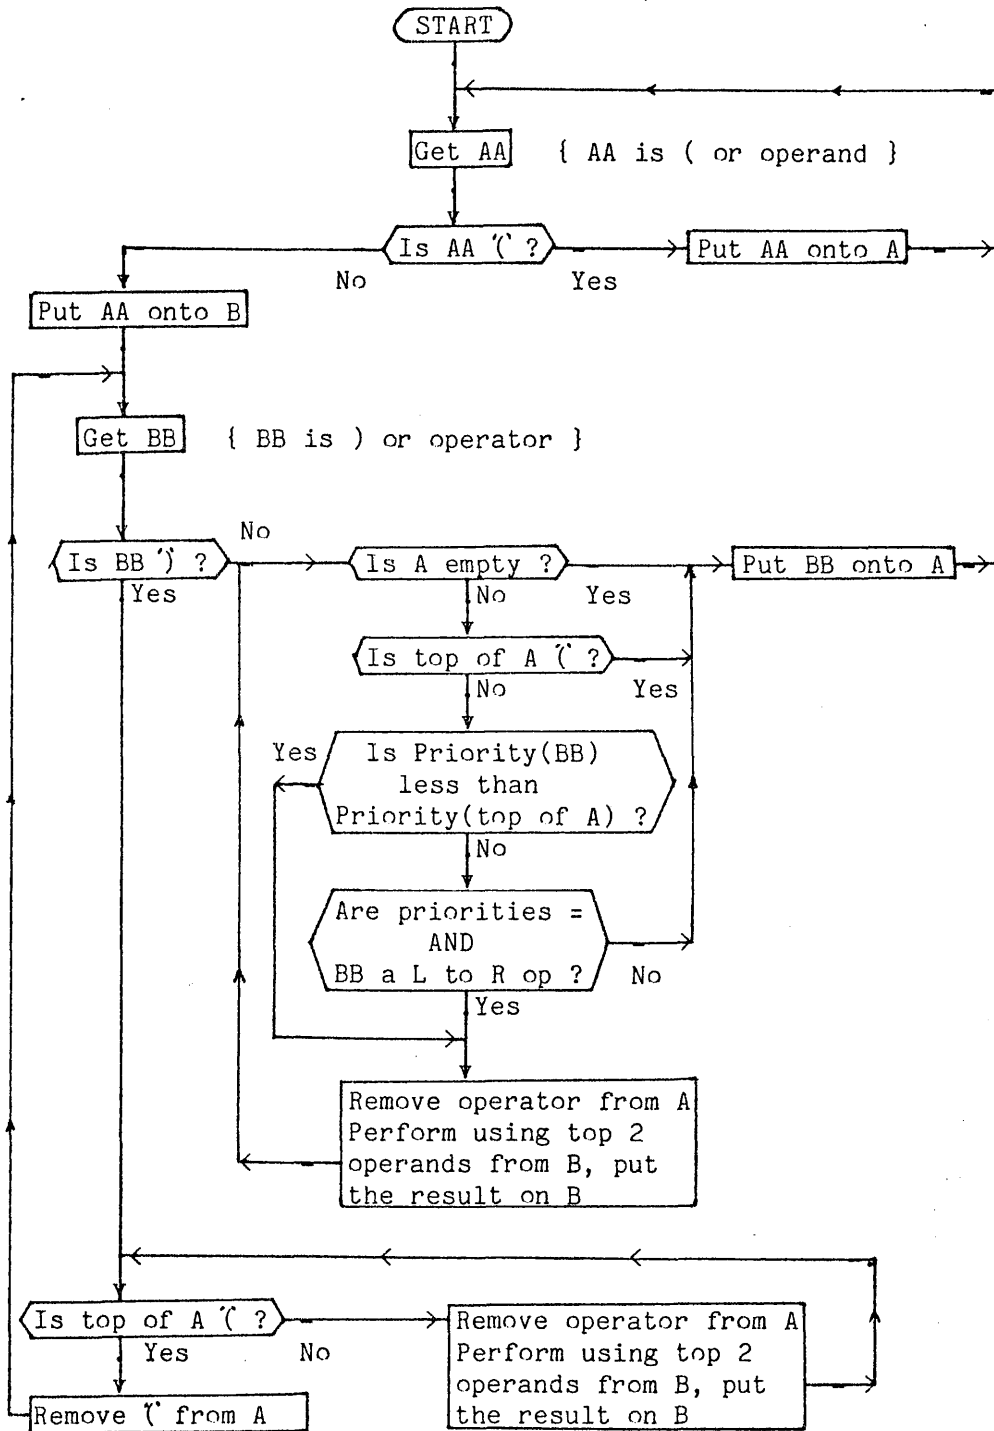 START
Get AA { AA is ( or operand }
Is AA '(' ?
No Yes
Put AA onto A
Put AA onto B
Get BB { BB is ) or operator }
Is BB ')' ?
No
Yes
Is A empty ?
No Yes
Put BB onto A
Is top of A '(' ?
No Yes
Yes
Is Priority(BB)
less than
Priority(top of A) ?
No
Are priorities =
AND
BB a L to R op ?
No
Yes
Remove operator from A
Perform using top 2
operands from B, put
the result on B
Is top of A '(' ?
Yes No
Remove operator from A
Perform using top 2
operands from B, put
the result on B
Remove '(' from A